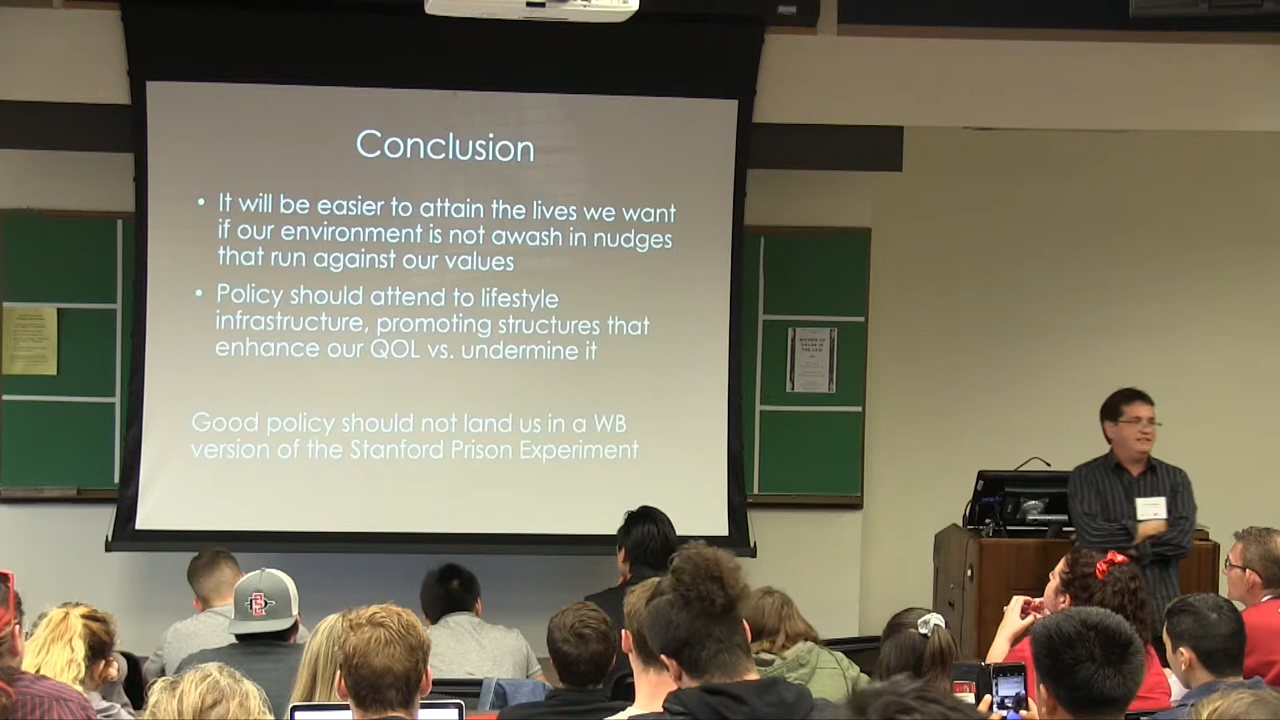 Conclusion
• It will be easier to attain the lives we want
if our environment is not awash in nudges
that run against our values
• Policy should attend to lifestyle
infrastructure, promoting structures that
enhance our QOL vs. undermine it
Good policy should not land us in a WB
version of the Stanford Prison Experiment